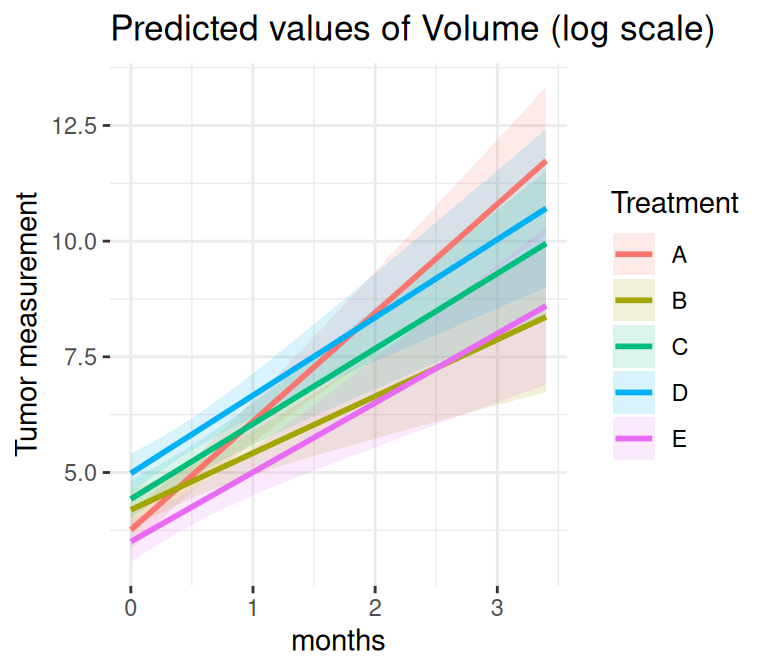 Predicted values of Volume (log scale)
12.5
10.0
7.5
5.0
Tumor measurement
0 1 2 3
months
Treatment
A
B
C
D
E